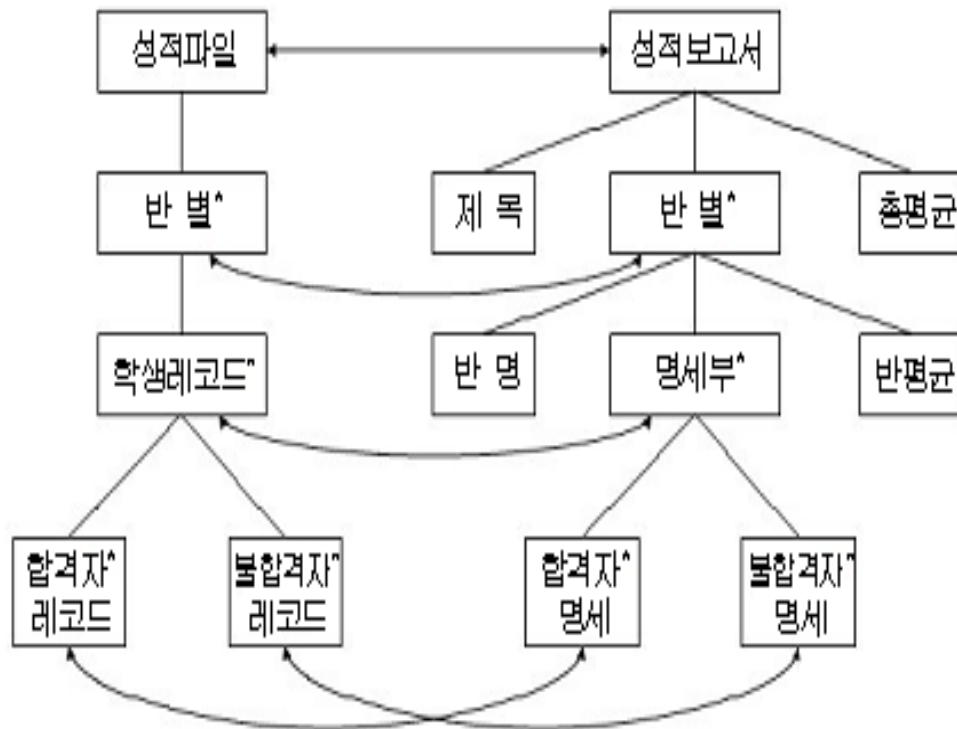 성적파일
성적보고서
반 별*
제 목
반 별*
총평균
학생레코드*
반 명
명세부*
반평균
합격자*
레코드
불합격자*
레코드
합격자*
명세
불합격자*
명세